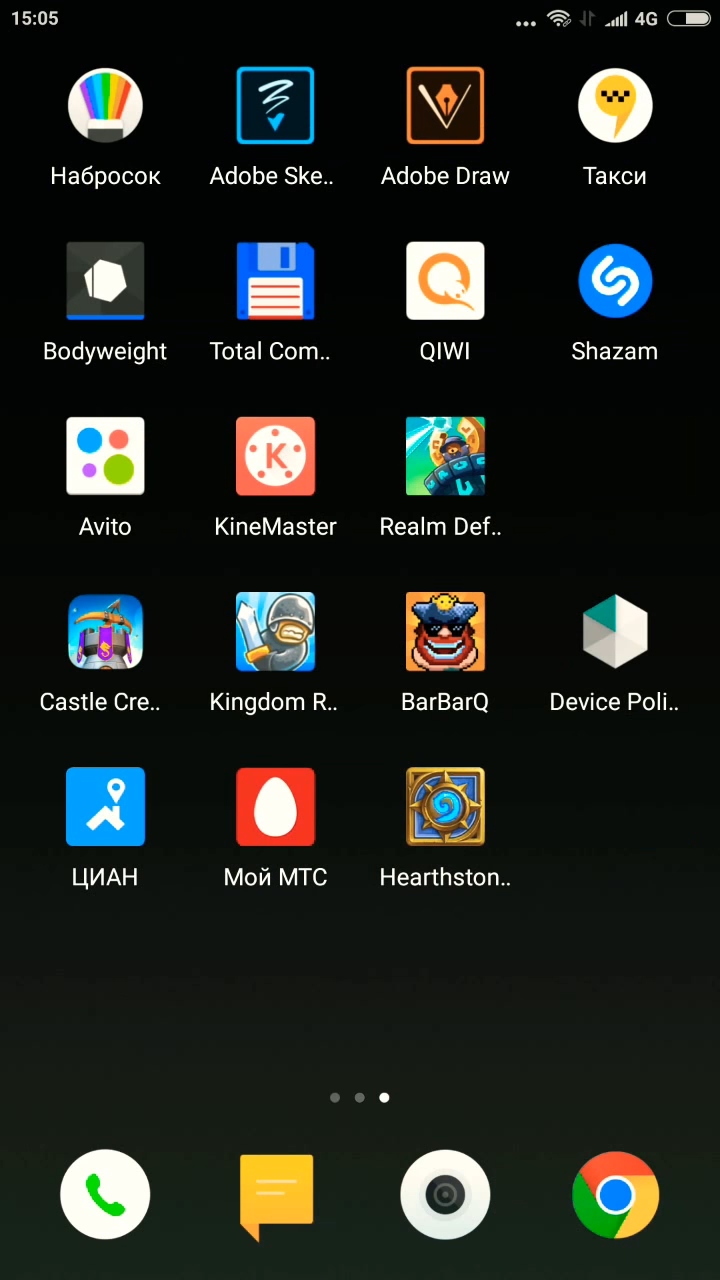 15:05
... 4G
Набросок Adobe Ske.. Adobe Draw Такси
Bodyweight Total Com.. QIWI Shazam
K
Avito KineMaster Realm Def..
Castle Cre.. Kingdom R.. BarBarQ Device Poli..
ЦИАН Мой МТС Hearthston..